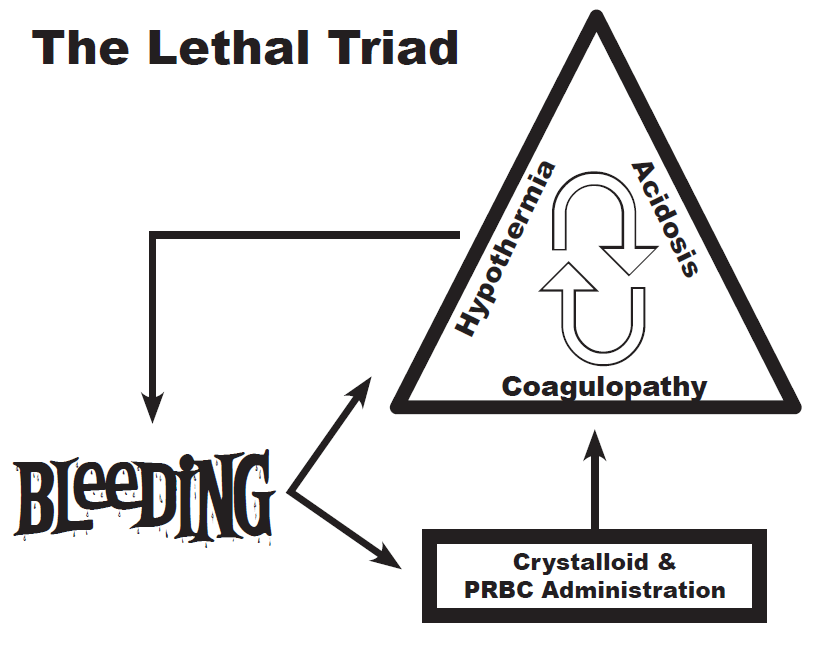 The Lethal Triad
Hypothermia
Acidosis
Coagulopathy
BLeeDiNG
Crystalloid &
PRBC Administration